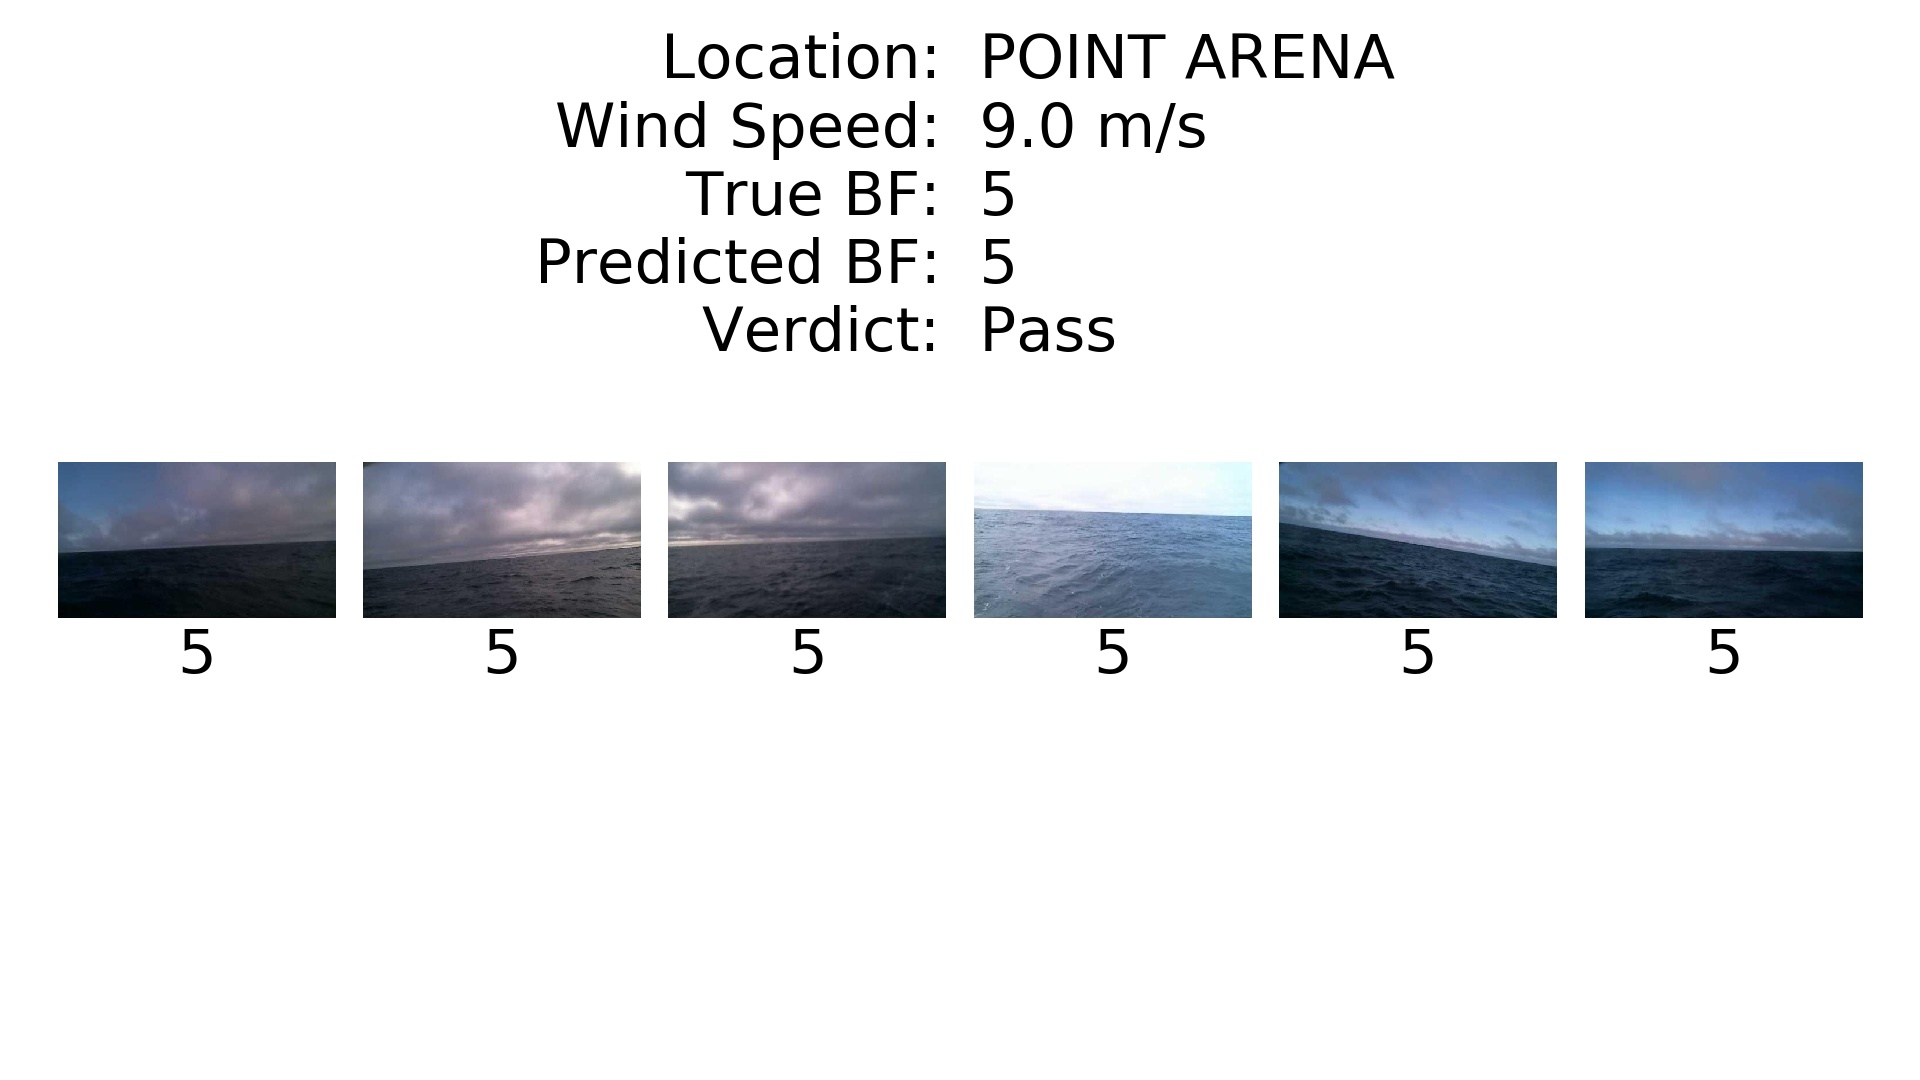 Location: POINT ARENA
Wind Speed: 9.0 m/s
True BF: 5
Predicted BF: 5
Verdict: Pass
5 5 5 5 5 5